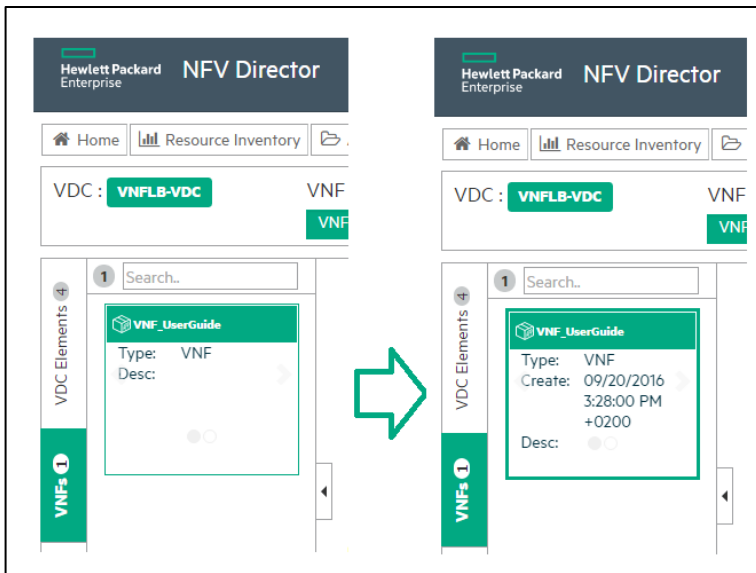 Hewlett Packard
Enterprise
NFV Director
Home
Resource Inventory
VDC : VNFLB-VDC
VNF
VNF
VDC Elements 4
VNFs 1
1
Search..
VNF_UserGuide
Type: VNF
Desc:
Hewlett Packard
Enterprise
NFV Director
Home
Resource Inventory
VDC : VNFLB-VDC
VNF
VNF
VDC Elements 4
VNFs 1
1
Search..
VNF_UserGuide
Type: VNF
Create: 09/20/2016
3:28:00 PM
+0200
Desc: